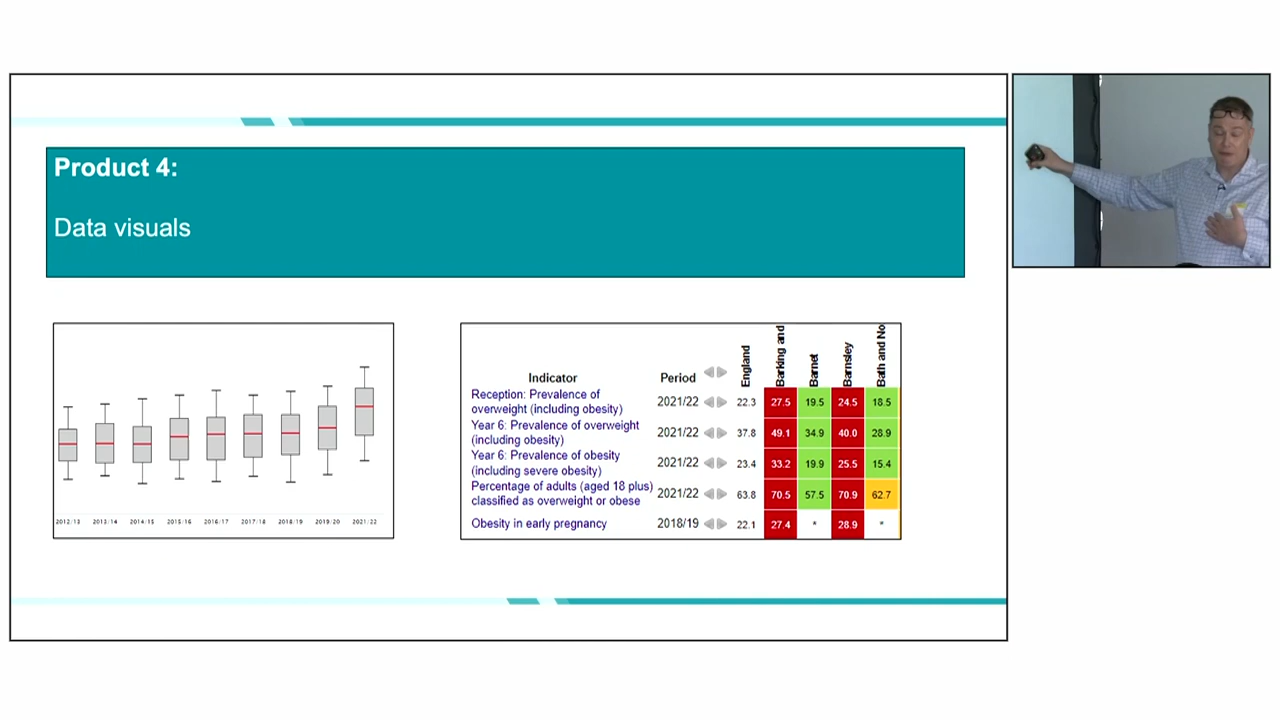 Product 4:
Data visuals
2012/13 2013/14 2014/15 2015/16 2016/17 2017/18 2018/19 2019/20 2021/22
Indicator Period England Barking and Barnet Barnsley Bath and No
Reception: Prevalence of
overweight (including obesity) 2021/22 22.3 27.5 19.5 24.5 18.5
Year 6: Prevalence of overweight
(including obesity) 2021/22 37.8 49.1 34.9 40.0 28.9
Year 6: Prevalence of obesity
(including severe obesity) 2021/22 23.4 33.2 19.9 25.5 15.4
Percentage of adults (aged 18 plus)
classified as overweight or obese 2021/22 63.8 70.5 57.5 70.9 62.7
Obesity in early pregnancy 2018/19 22.1 27.4 * 28.9 *